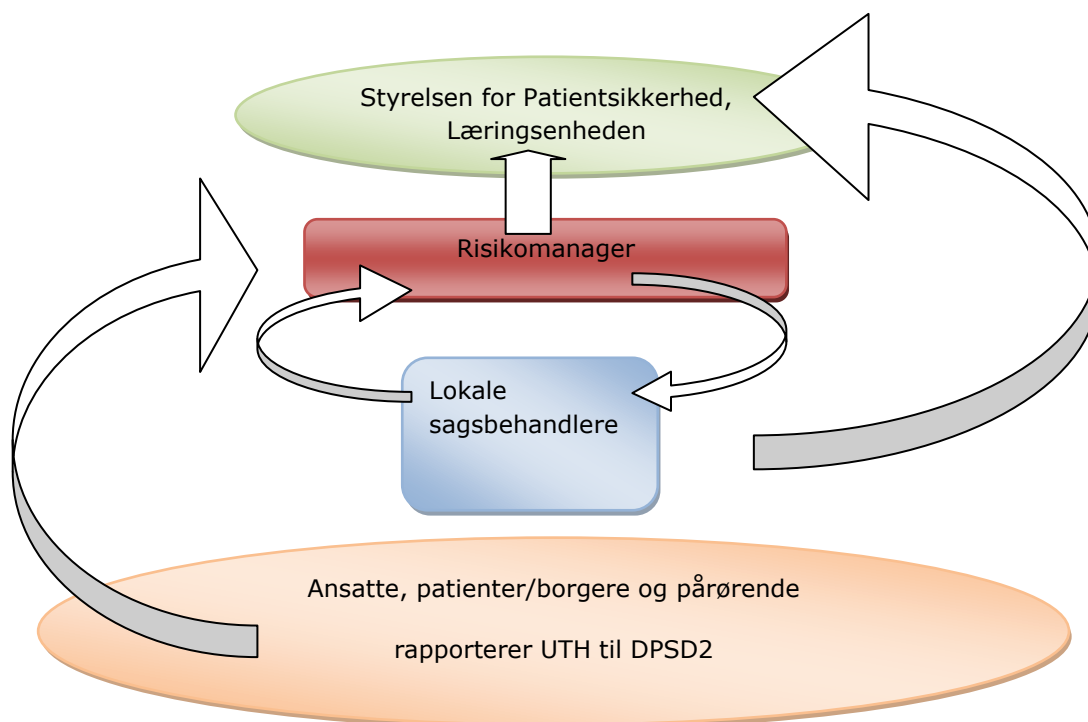 Styrelsen for Patientsikkerhed,
Læringsenheden
Risikomanager
Lokale
sagsbehandlere
Ansatte, patienter/borgere og pårørende
rapporterer UTH til DPSD2